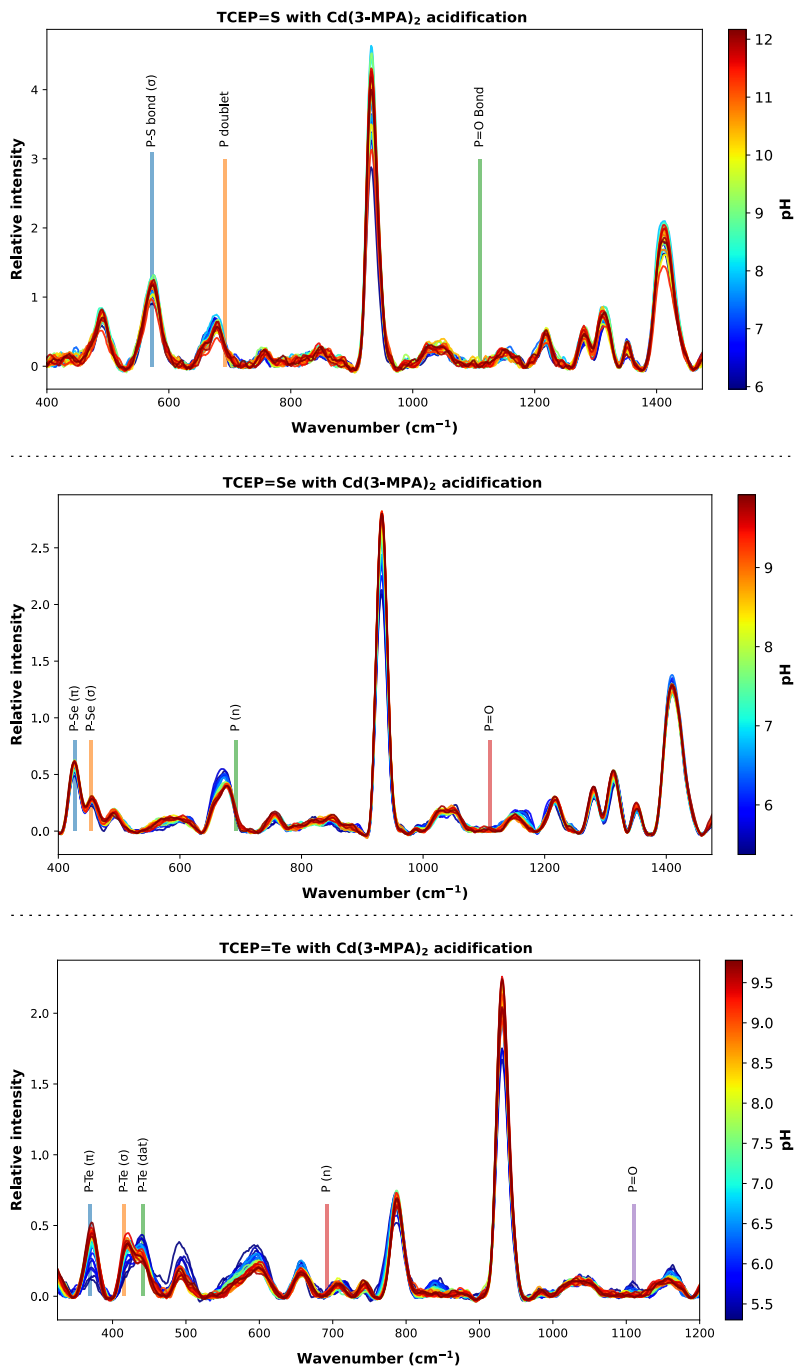 TCEP=S with Cd(3-MPA)₂ acidification
Relative intensity
4
3
2
1
0
P-S bond (σ)
P doublet
P=O Bond
400
600
800
1000
1200
1400
Wavenumber (cm⁻¹)
12
11
10
9
8
7
6
pH
TCEP=Se with Cd(3-MPA)₂ acidification
Relative intensity
2.5
2.0
1.5
1.0
0.5
0.0
P-Se (π)
P-Se (σ)
P (n)
P=O
400
600
800
1000
1200
1400
Wavenumber (cm⁻¹)
9
8
7
6
pH
TCEP=Te with Cd(3-MPA)₂ acidification
Relative intensity
2.0
1.5
1.0
0.5
0.0
P-Te (π)
P-Te (σ)
P-Te (dat)
P (n)
P=O
400
500
600
700
800
900
1000
1100
1200
Wavenumber (cm⁻¹)
9.5
9.0
8.5
8.0
7.5
7.0
6.5
6.0
5.5
pH